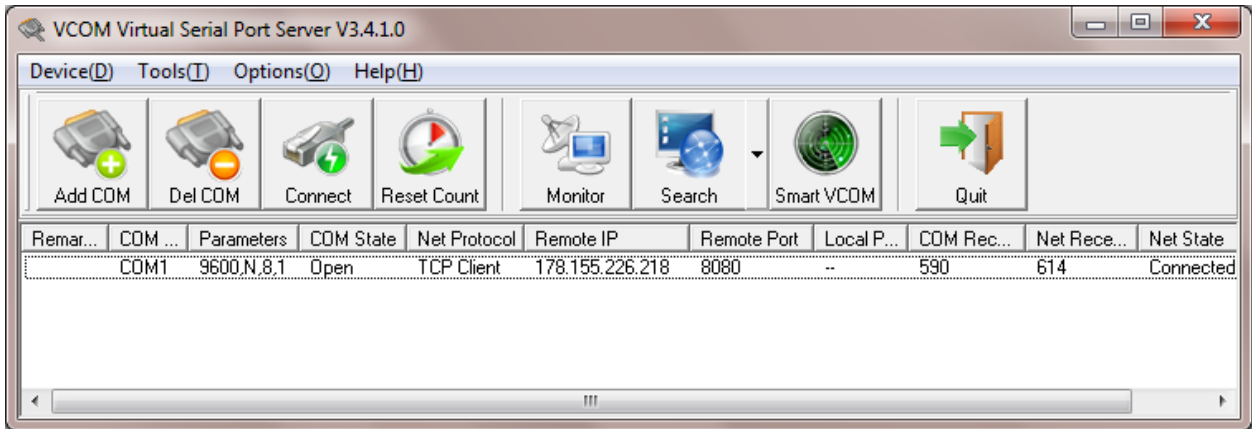 VCOM Virtual Serial Port Server V3.4.1.0
Device(D) Tools(T) Options(O) Help(H)
Add COM Del COM Connect Reset Count Monitor Search Smart VCOM Quit
Remar... COM ... Parameters COM State Net Protocol Remote IP Remote Port Local P... COM Rec... Net Rece... Net State
COM1 9600,N,8,1 Open TCP Client 178.155.226.218 8080 -- 590 614 Connected